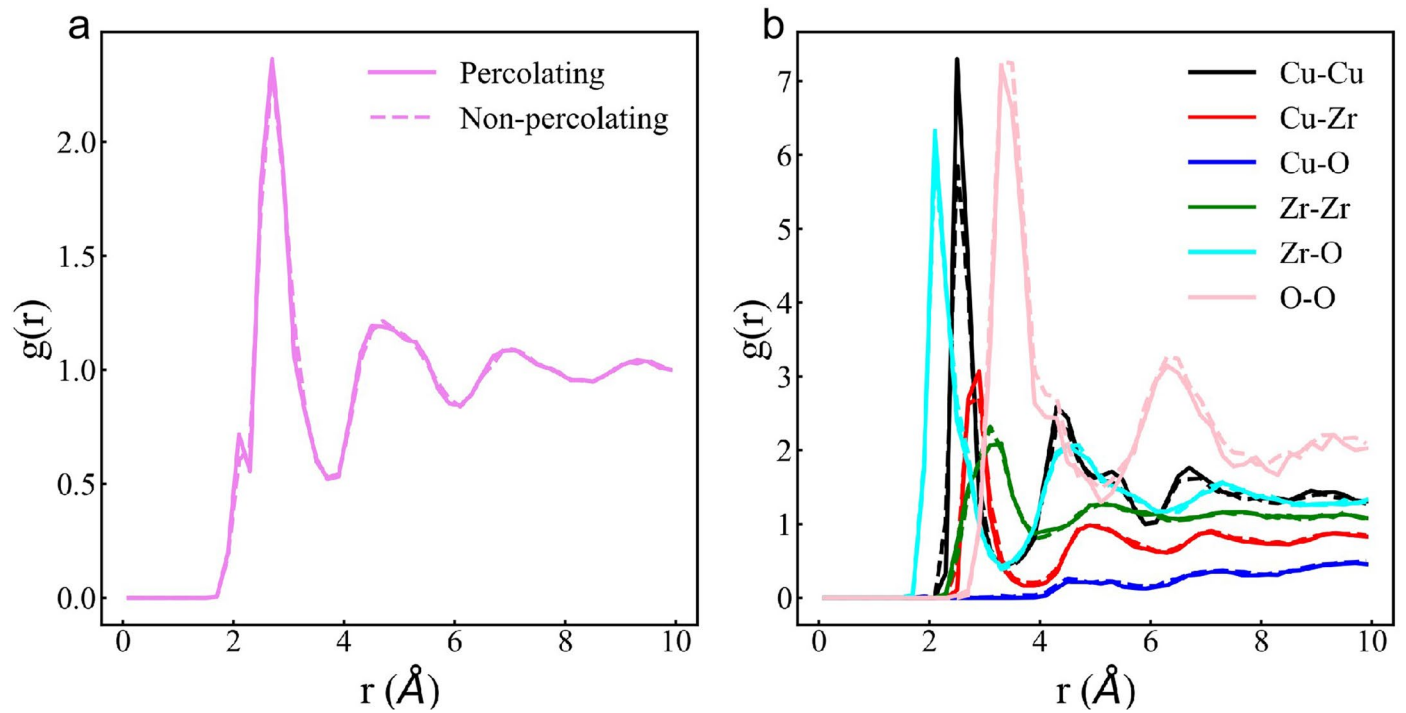 a
Percolating
Non-percolating
2.0
1.5
1.0
0.5
0.0
g(r)
0 2 4 6 8 10
r (Å)
b
Cu-Cu
Cu-Zr
Cu-O
Zr-Zr
Zr-O
O-O
7
6
5
4
3
2
1
0
g(r)
0 2 4 6 8 10
r (Å)